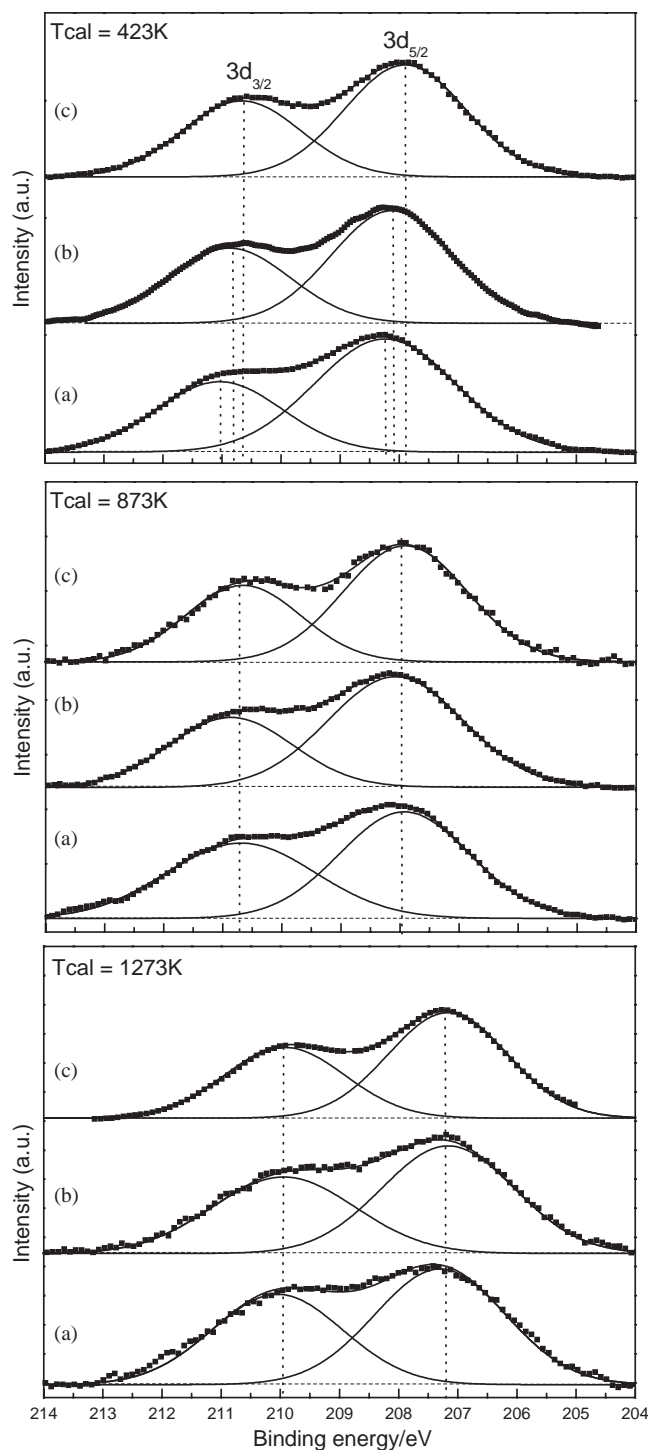 Tcal = 423K
3d3/2
3d5/2
(c)
(b)
(a)
Intensity (a.u.)
Tcal = 873K
(c)
(b)
(a)
Intensity (a.u.)
Tcal = 1273K
(c)
(b)
(a)
Intensity (a.u.)
214 213 212 211 210 209 208 207 206 205 204
Binding energy/eV